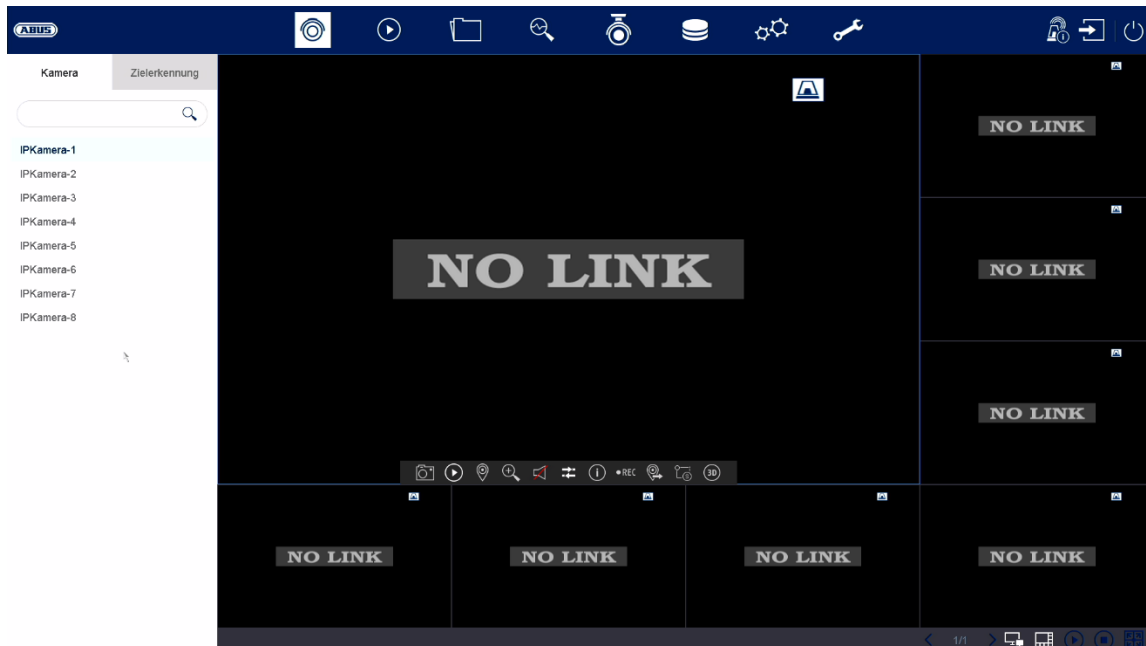 ABUS
Kamera
Zielerkennung
IPKamera-1
IPKamera-2
IPKamera-3
IPKamera-4
IPKamera-5
IPKamera-6
IPKamera-7
IPKamera-8
NO LINK
NO LINK
NO LINK
NO LINK
REC
3D
NO LINK
NO LINK
NO LINK
NO LINK
1/1